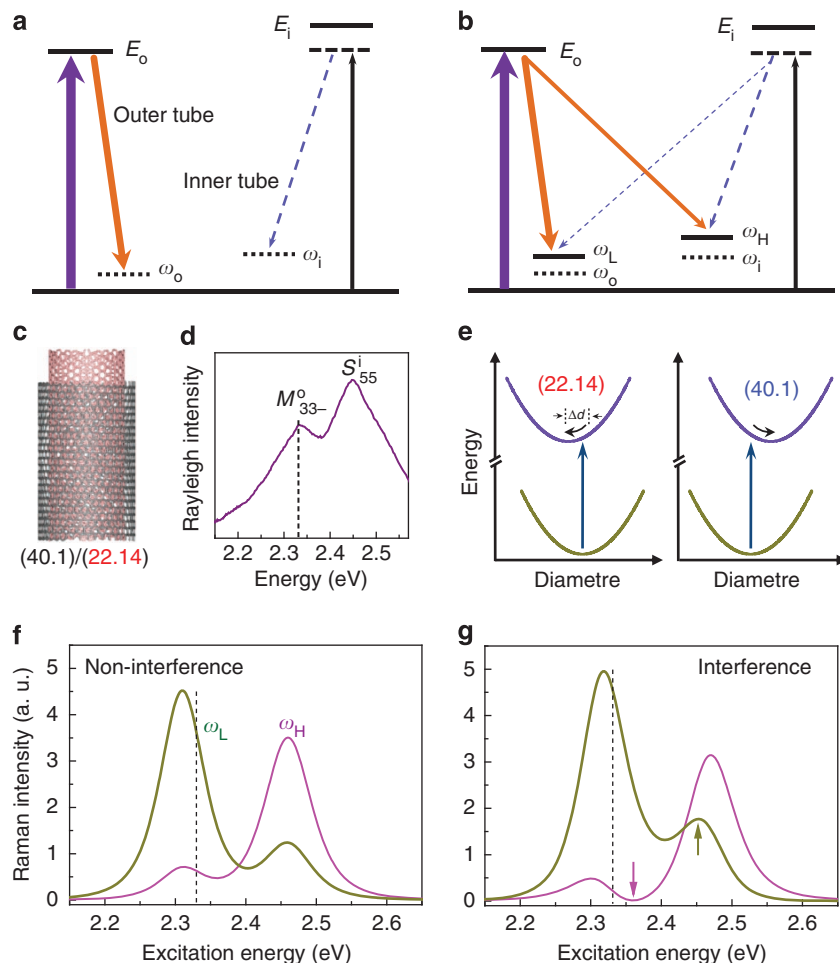 a
E_o
E_i
Outer tube
Inner tube
ω_o
ω_i
b
E_o
E_i
ω_L
ω_o
ω_H
ω_i
c
(40.1)/(22.14)
d
Rayleigh intensity
M^o_33–
S^i_55
2.2 2.3 2.4 2.5
Energy (eV)
e
Energy
(22.14)
Δd
Diametre
(40.1)
Diametre
f
Non-interference
Raman intensity (a. u.)
5
4
3
2
1
0
ω_L
ω_H
2.2 2.3 2.4 2.5 2.6
Excitation energy (eV)
g
Interference
5
4
3
2
1
0
2.2 2.3 2.4 2.5 2.6
Excitation energy (eV)